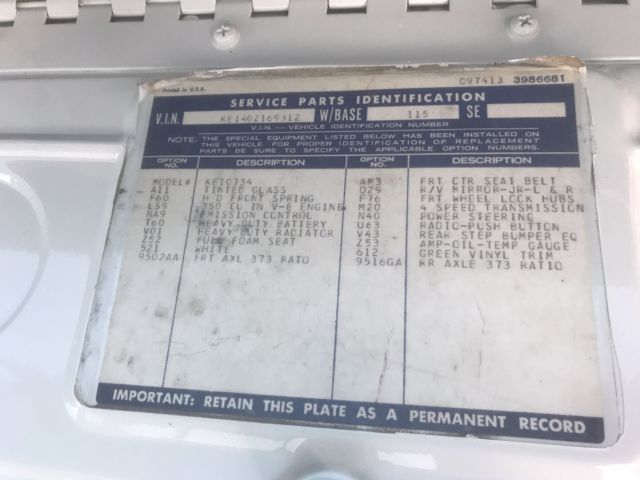 Printed in U.S.A.
097413 3986681
SERVICE PARTS IDENTIFICATION
V.I.N. KE140Z169312 W/BASE 115 SE
V.I.N. — VEHICLE IDENTIFICATION NUMBER
NOTE: THE SPECIAL EQUIPMENT LISTED BELOW HAS BEEN INSTALLED ON
THIS VEHICLE. FOR PROPER IDENTIFICATION OF REPLACEMENT
PARTS BE SURE TO SPECIFY THE APPLICABLE OPTION NUMBERS.
OPTION NO. DESCRIPTION OPTION NO. DESCRIPTION
MODEL# KE10734 AM3 FRT CTR SEAT BELT
A11 TINTED GLASS D29 R/V MIRROR-JR-L & R
F60 H D FRONT SPRING F76 FRT WHEEL LOCK HUBS
LS9 350 CU IN V-8 ENGINE M20 4 SPEED TRANSMISSION
NA9 EMISSION CONTROL N40 POWER STEERING
T60 HEAVY DUTY BATTERY U63 RADIO-PUSH BUTTON
V01 HEAVY DUTY RADIATOR V43 REAR STEP BUMPER EQ
Z52 FULL FOAM SEAT Z53 AMP-OIL-TEMP GAUGE
521 WHITE 612 GREEN VINYL TRIM
9502AA FRT AXL 373 RATO 9516GA RR AXLE 373 RATIO
IMPORTANT: RETAIN THIS PLATE AS A PERMANENT RECORD